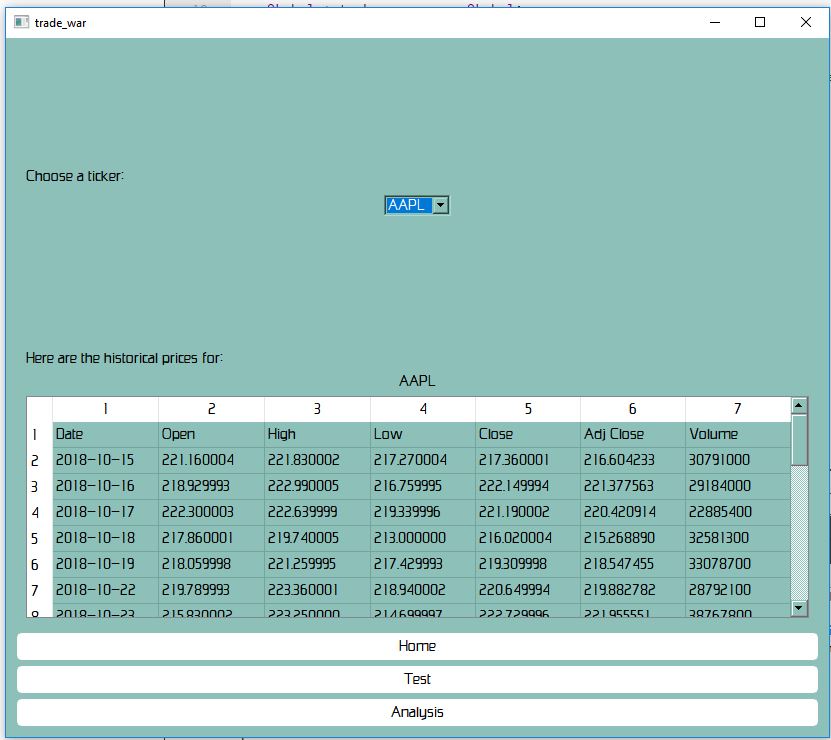 trade_war
Choose a ticker:
AAPL
Here are the historical prices for:
AAPL
1 2 3 4 5 6 7
1 Date Open High Low Close Adj Close Volume
2 2018-10-15 221.160004 221.830002 217.270004 217.360001 216.604233 30791000
3 2018-10-16 218.929993 222.990005 216.759995 222.149994 221.377563 29184000
4 2018-10-17 222.300003 222.639999 219.339996 221.190002 220.420914 22885400
5 2018-10-18 217.860001 219.740005 213.000000 216.020004 215.268890 32581300
6 2018-10-19 218.059998 221.259995 217.429993 219.309998 218.547455 33078700
7 2018-10-22 219.789993 223.360001 218.940002 220.649994 219.882782 28792100
8 2018-10-23 215.830002 223.250000 214.699997 222.729996 221.955551 38767800
Home
Test
Analysis